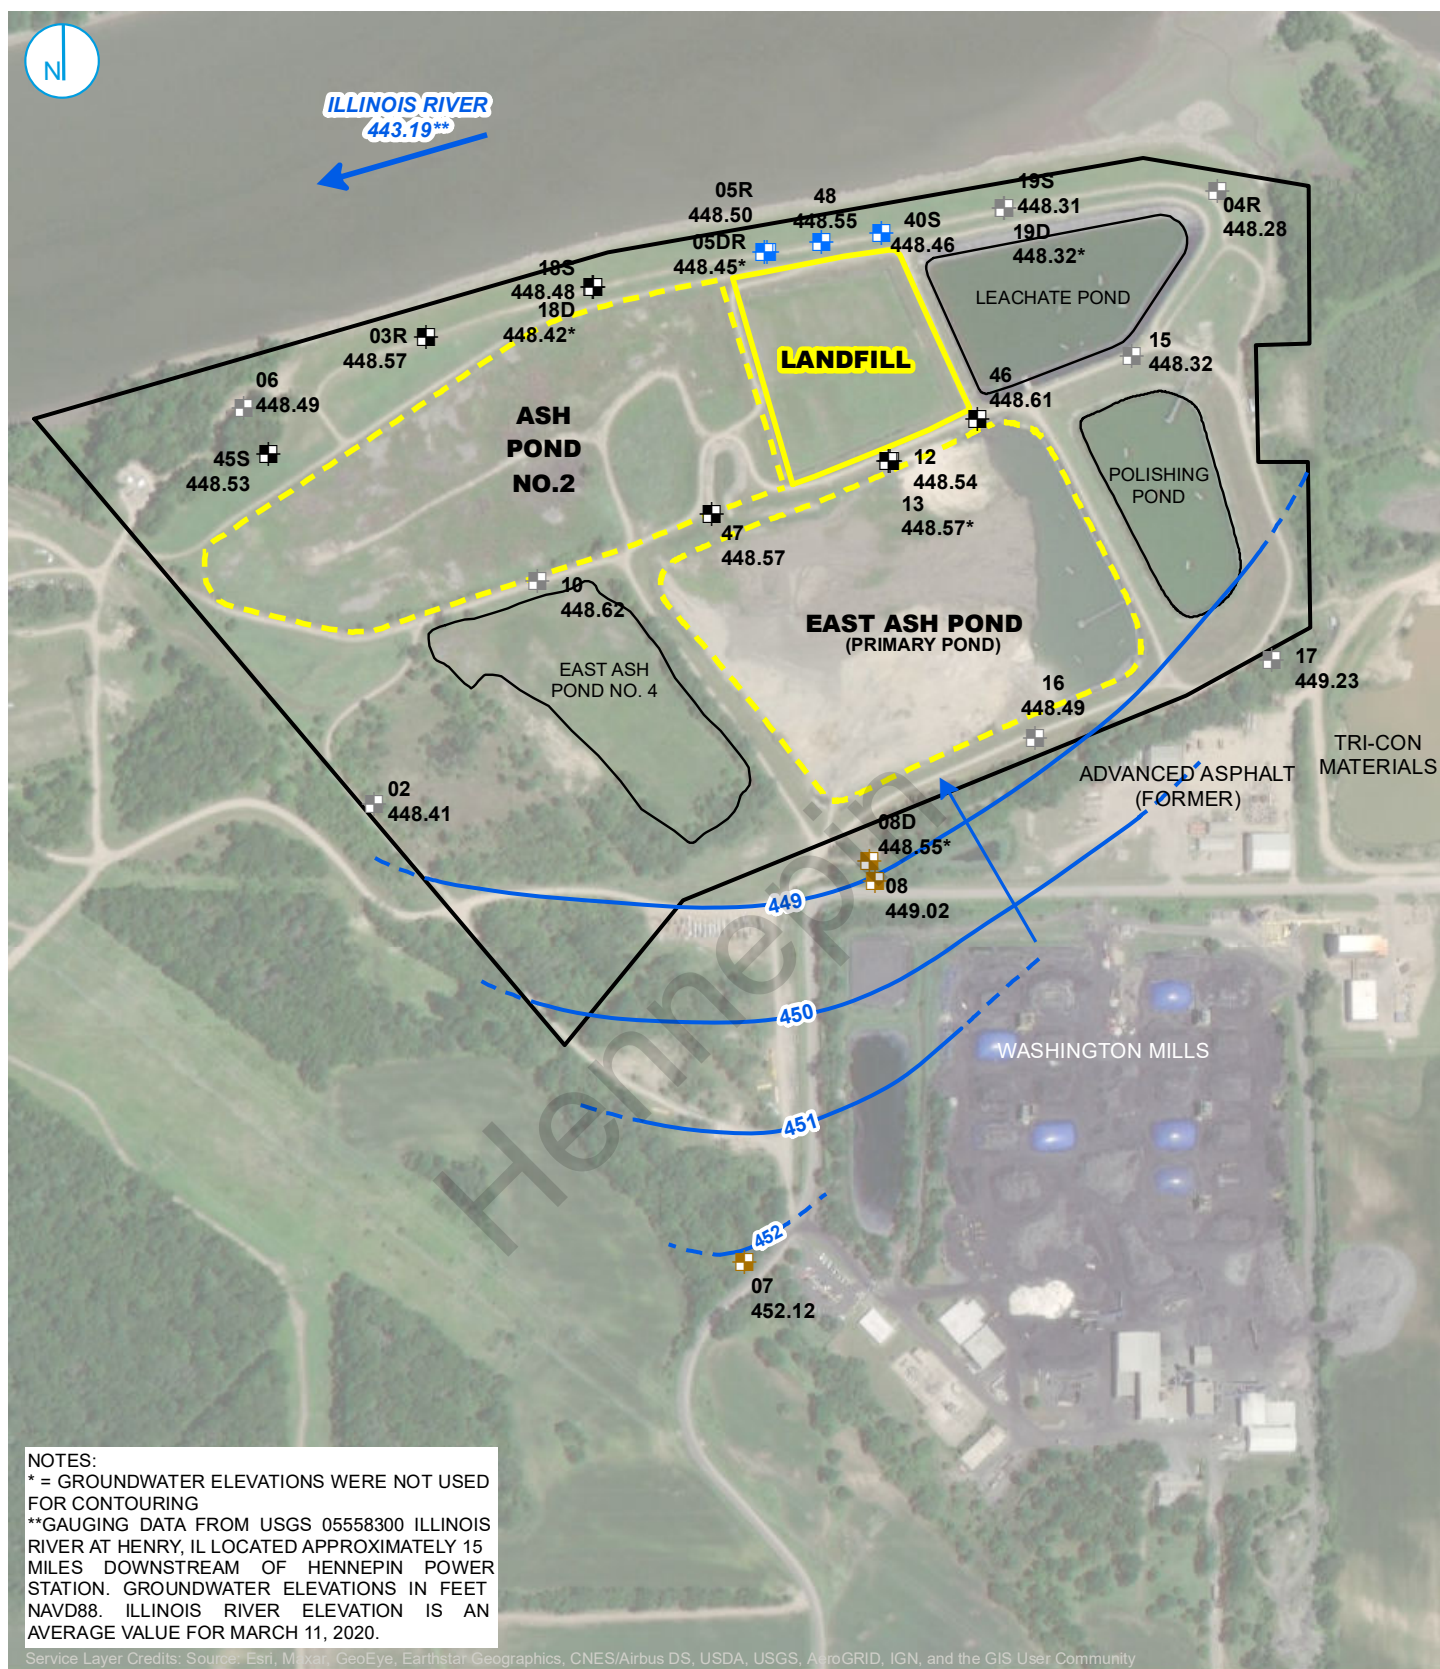 N
ILLINOIS RIVER
443.19**
05R
448.50
48
448.55
40S
448.46
19S
448.31
19D
448.32*
04R
448.28
05DR
448.45*
18S
448.48
18D
448.42*
03R
448.57
06
448.49
45S
448.53
LEACHATE POND
15
448.32
LANDFILL
46
448.61
ASH
POND
NO.2
12
448.54
13
448.57*
POLISHING
POND
47
448.57
10
448.62
EAST ASH POND
(PRIMARY POND)
EAST ASH
POND NO. 4
16
448.49
17
449.23
TRI-CON
MATERIALS
ADVANCED ASPHALT
(FORMER)
02
448.41
08D
448.55*
08
449.02
449
450
451
452
WASHINGTON MILLS
Hennepin
07
452.12
NOTES:
* = GROUNDWATER ELEVATIONS WERE NOT USED
FOR CONTOURING
**GAUGING DATA FROM USGS 05558300 ILLINOIS
RIVER AT HENRY, IL LOCATED APPROXIMATELY 15
MILES DOWNSTREAM OF HENNEPIN POWER
STATION. GROUNDWATER ELEVATIONS IN FEET
NAVD88. ILLINOIS RIVER ELEVATION IS AN
AVERAGE VALUE FOR MARCH 11, 2020.
Service Layer Credits: Source: Esri, Maxar, GeoEye, Earthstar Geographics, CNES/Airbus DS, USDA, USGS, AeroGRID, IGN, and the GIS User Community